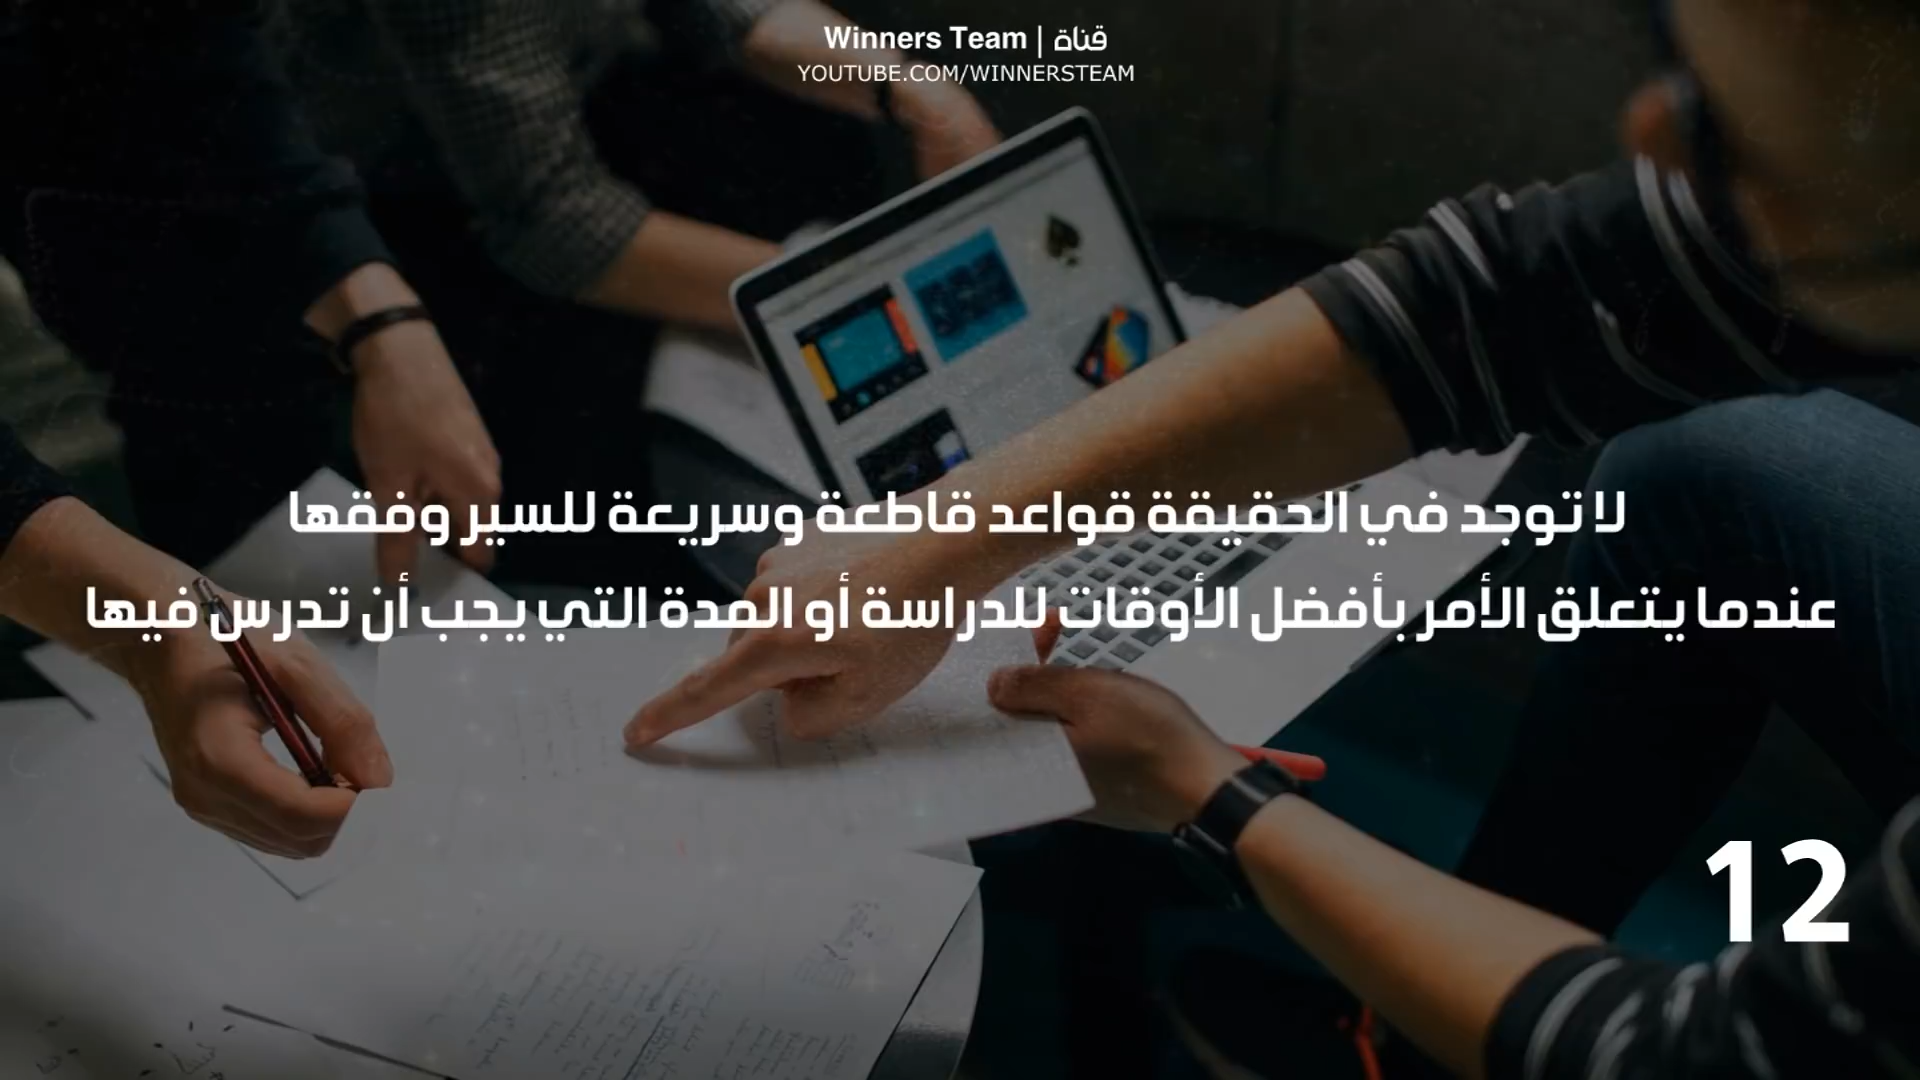 Winners Team | قناة
YOUTUBE.COM/WINNERSTEAM
لا توجد في الحقيقة قواعد قاطعة وسريعة للسير وفقها
عندما يتعلق الأمر بأفضل الأوقات للدراسة أو المدة التي يجب أن تدرس فيها
12